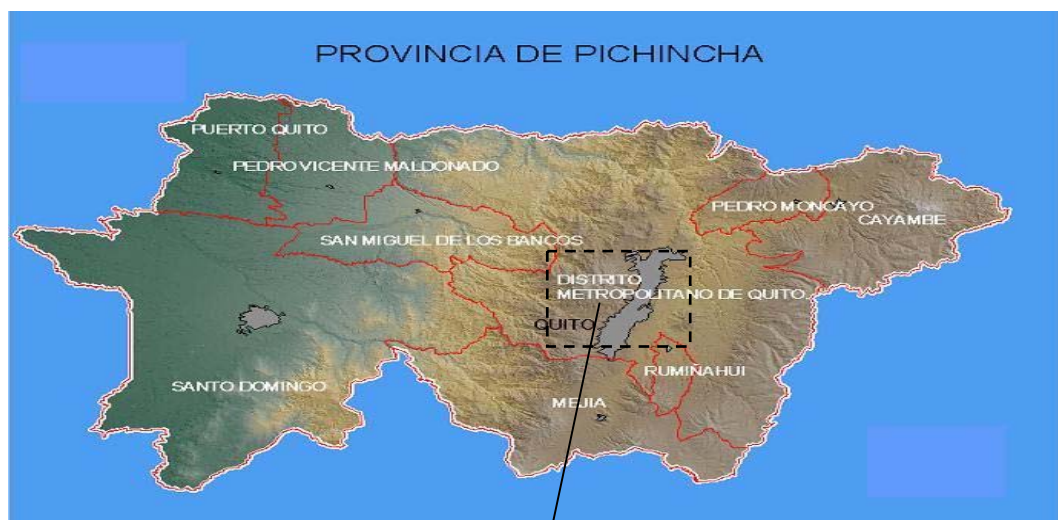 PROVINCIA DE PICHINCHA
PUERTO QUITO
PEDRO VICENTE MALDONADO
PEDRO MONCAYO
CAYAMBE
SAN MIGUEL DE LOS BANCOS
DISTRITO
METROPOLITANO DE QUITO
QUITO
RUMIÑAHUI
SANTO DOMINGO
MEJIA